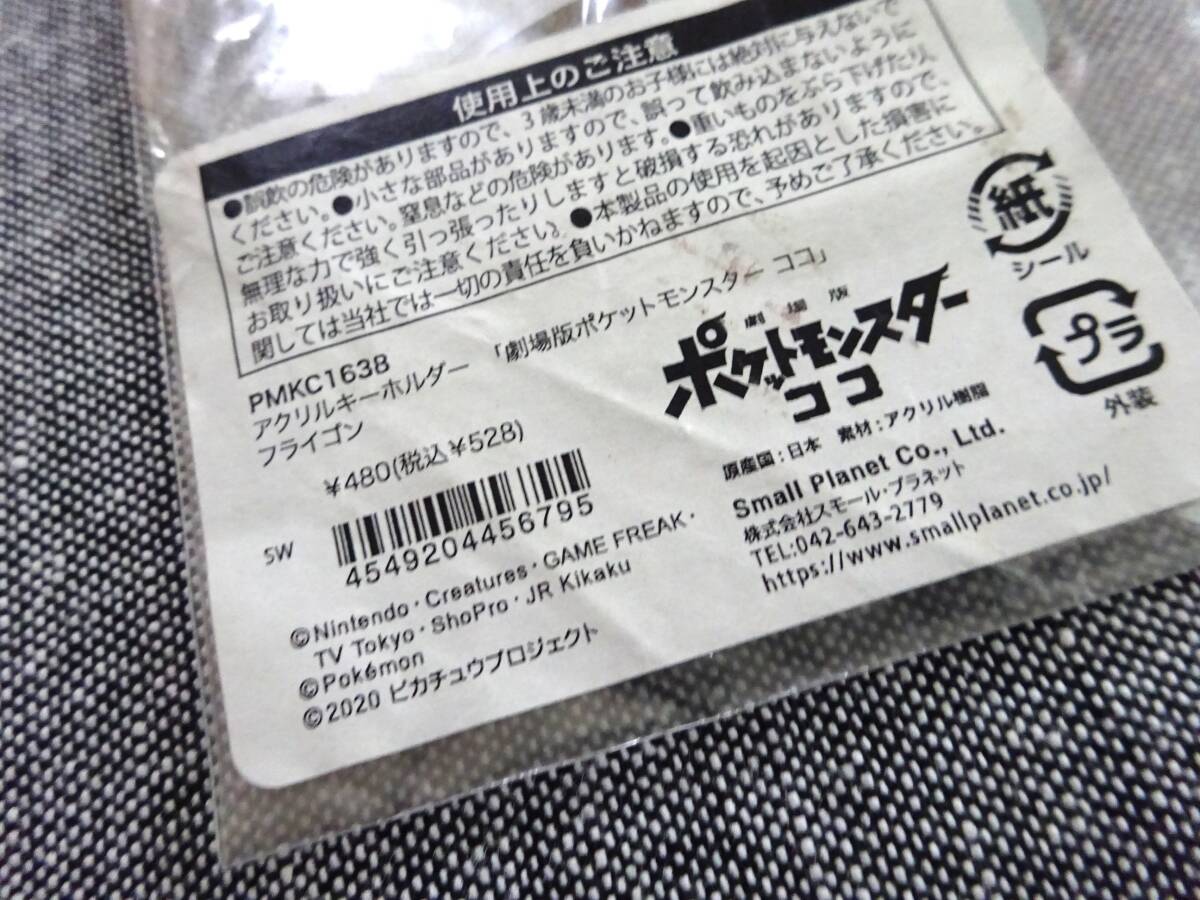 使用上のご注意
●誤飲の危険がありますので、3歳未満のお子様には絶対に与えないで
ください。●小さな部品がありますので、誤って飲み込まないように
ご注意ください。窒息などの危険があります。●重いものをぶら下げたり、
無理な力で強く引っ張ったりしますと破損する恐れがありますので、
お取り扱いにご注意ください。●本製品の使用を起因とした損害に
関しては当社では一切の責任を負いかねますので、予めご了承ください。
PMKC1638
アクリルキーホルダー 「劇場版ポケットモンスター ココ」
フライゴン
¥480(税込¥528)
SW
4549204456795
©Nintendo・Creatures・GAME FREAK・
TV Tokyo・ShoPro・JR Kikaku
©Pokémon
©2020 ピカチュウプロジェクト
劇場版
ポケットモンスター
ココ
原産国:日本 素材:アクリル樹脂
Small Planet Co., Ltd.
株式会社スモール・プラネット
TEL:042-643-2779
https://www.smallplanet.co.jp/
紙
シール
プラ
外装